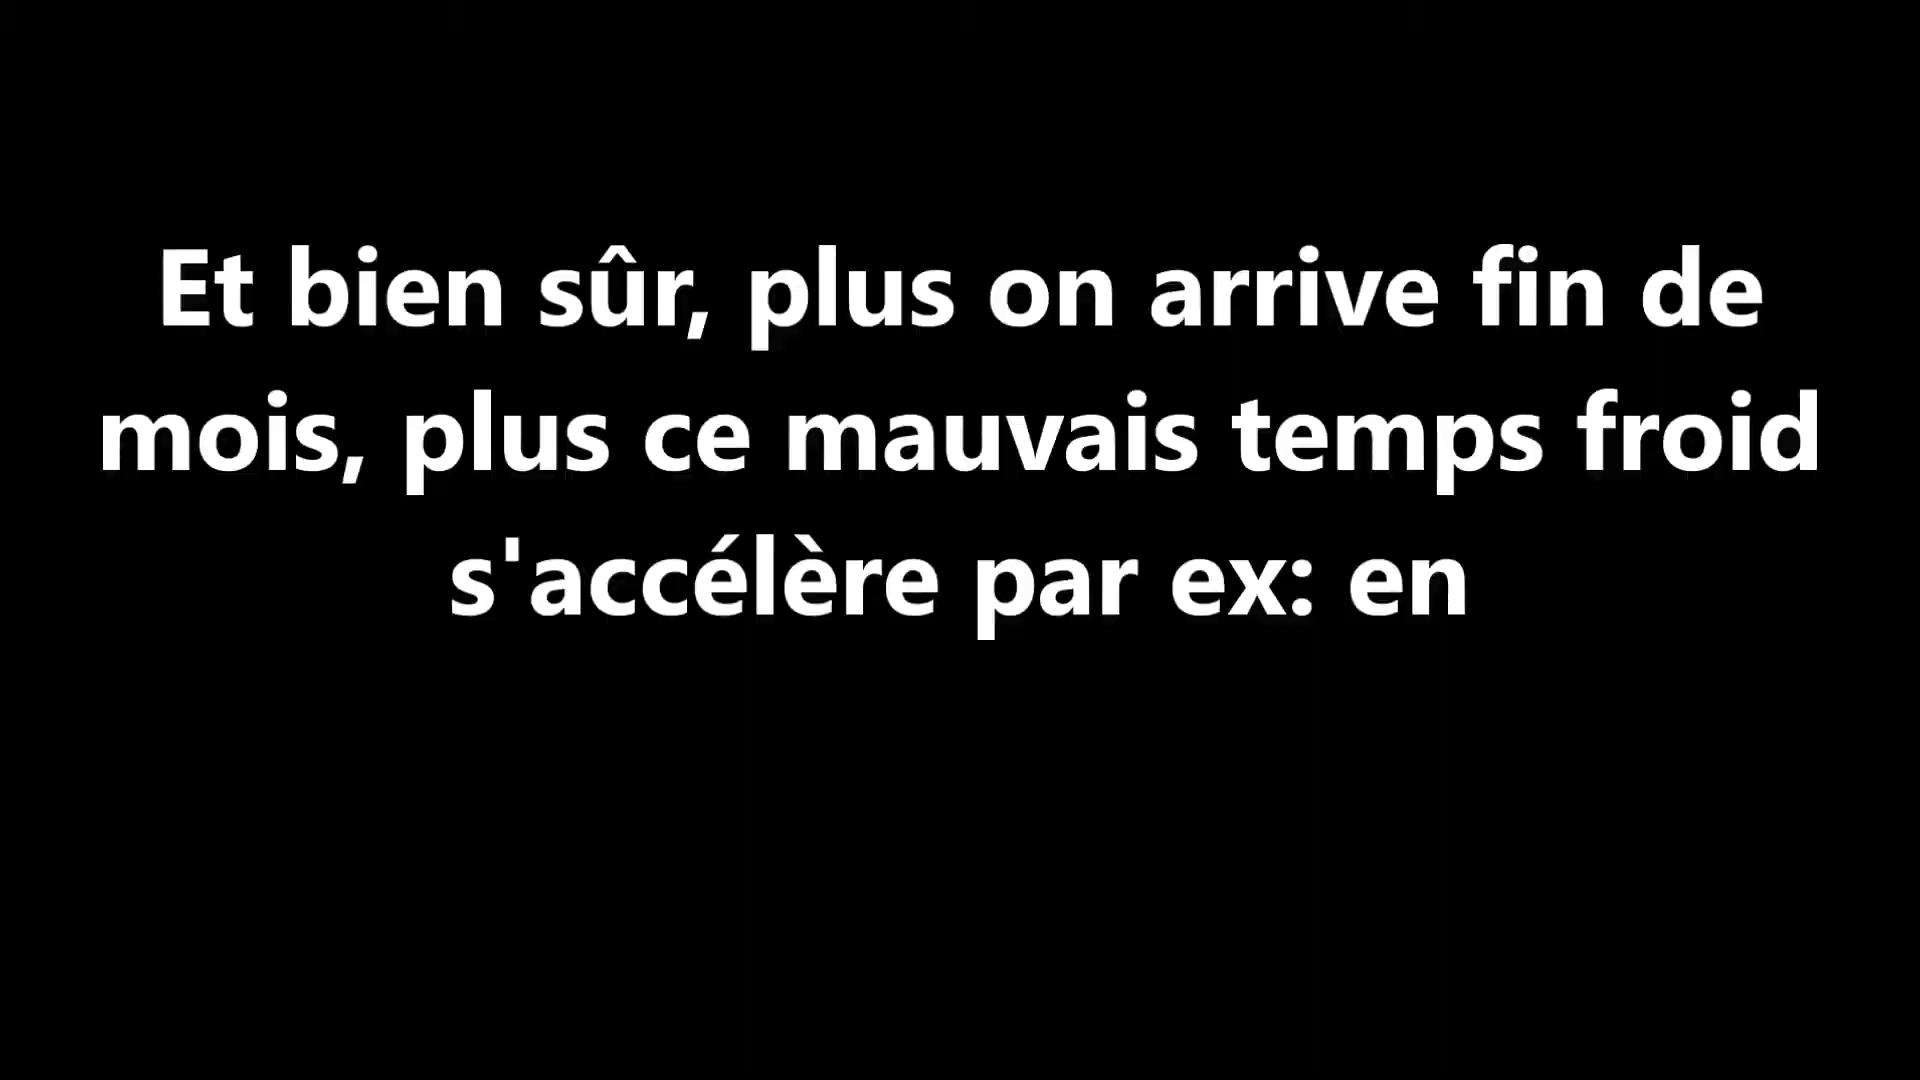 Et bien sûr, plus on arrive fin de
mois, plus ce mauvais temps froid
s'accélère par ex: en